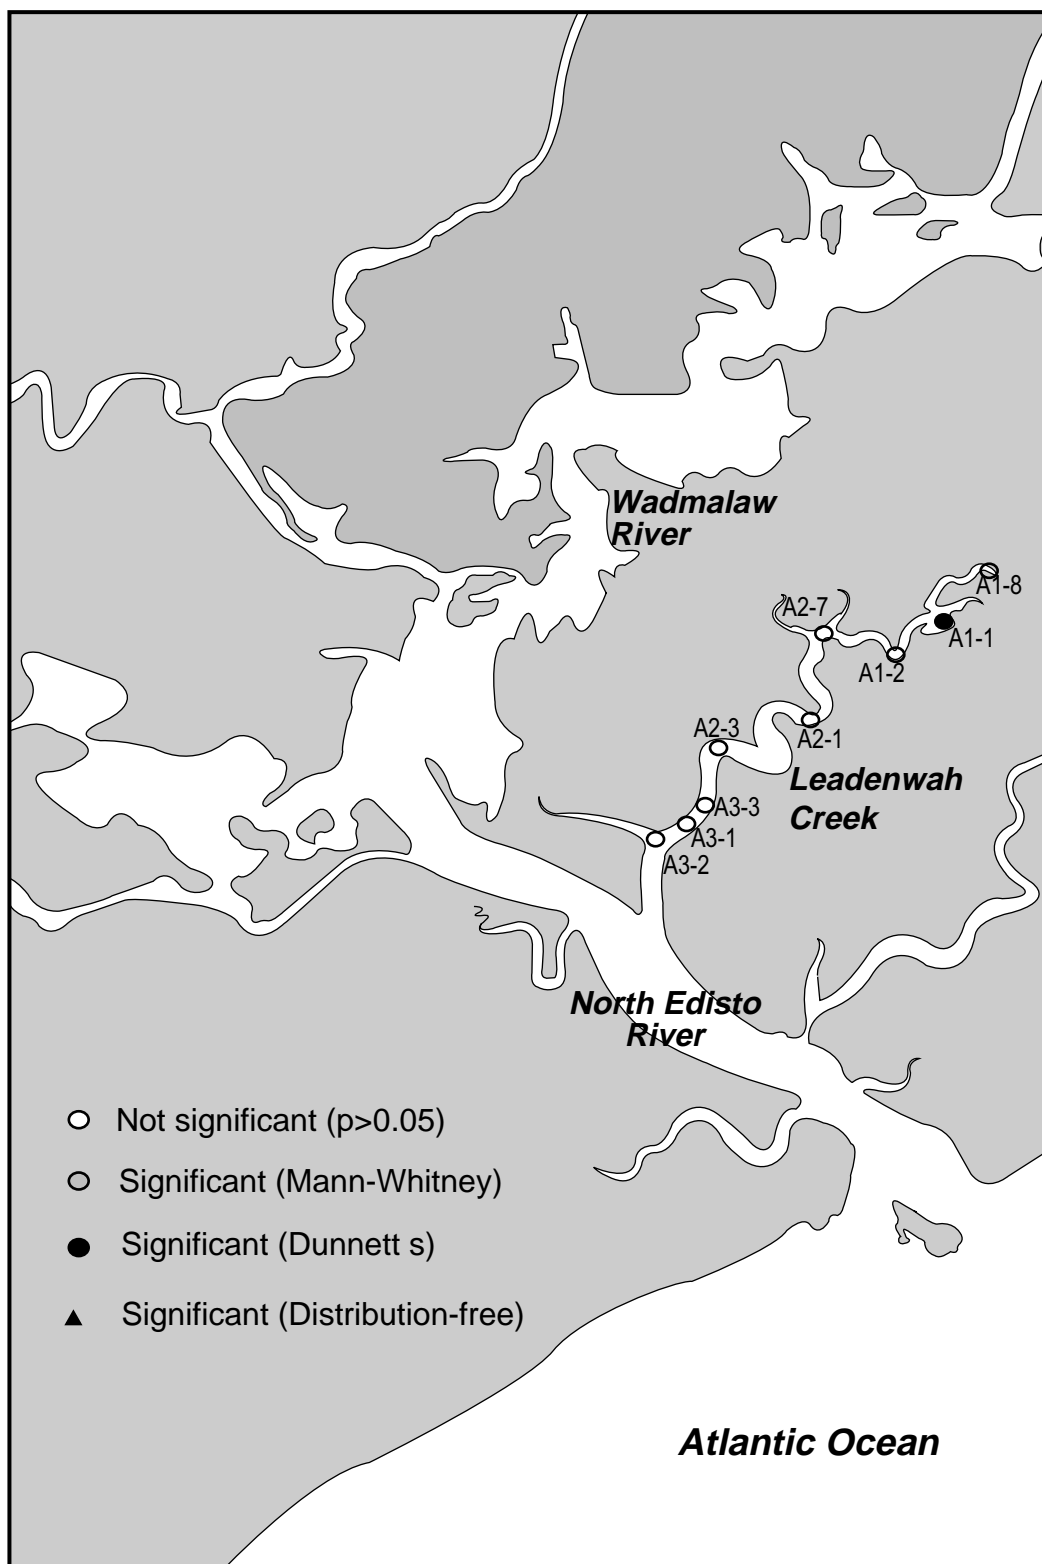 Wadmalaw
River
A1-8
A2-7
A1-1
A1-2
A2-1
A2-3
Leadenwah
Creek
A3-3
A3-1
A3-2
North Edisto
River
Not significant (p>0.05)
Significant (Mann-Whitney)
Significant (Dunnett s)
Significant (Distribution-free)
Atlantic Ocean